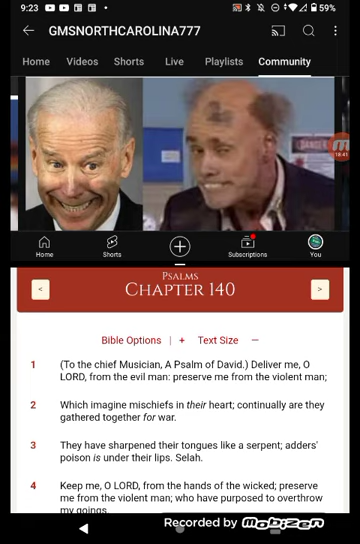 9:23
59%
GMSNORTHCAROLINA777
Home Videos Shorts Live Playlists Community
DANGER
18:41
Home Shorts Subscriptions You
PSALMS
< CHAPTER 140 >
Bible Options | + Text Size −
1 (To the chief Musician, A Psalm of David.) Deliver me, O
LORD, from the evil man: preserve me from the violent man;
2 Which imagine mischiefs in their heart; continually are they
gathered together for war.
3 They have sharpened their tongues like a serpent; adders'
poison is under their lips. Selah.
4 Keep me, O LORD, from the hands of the wicked; preserve
me from the violent man; who have purposed to overthrow
my goings.
Recorded by mobizen